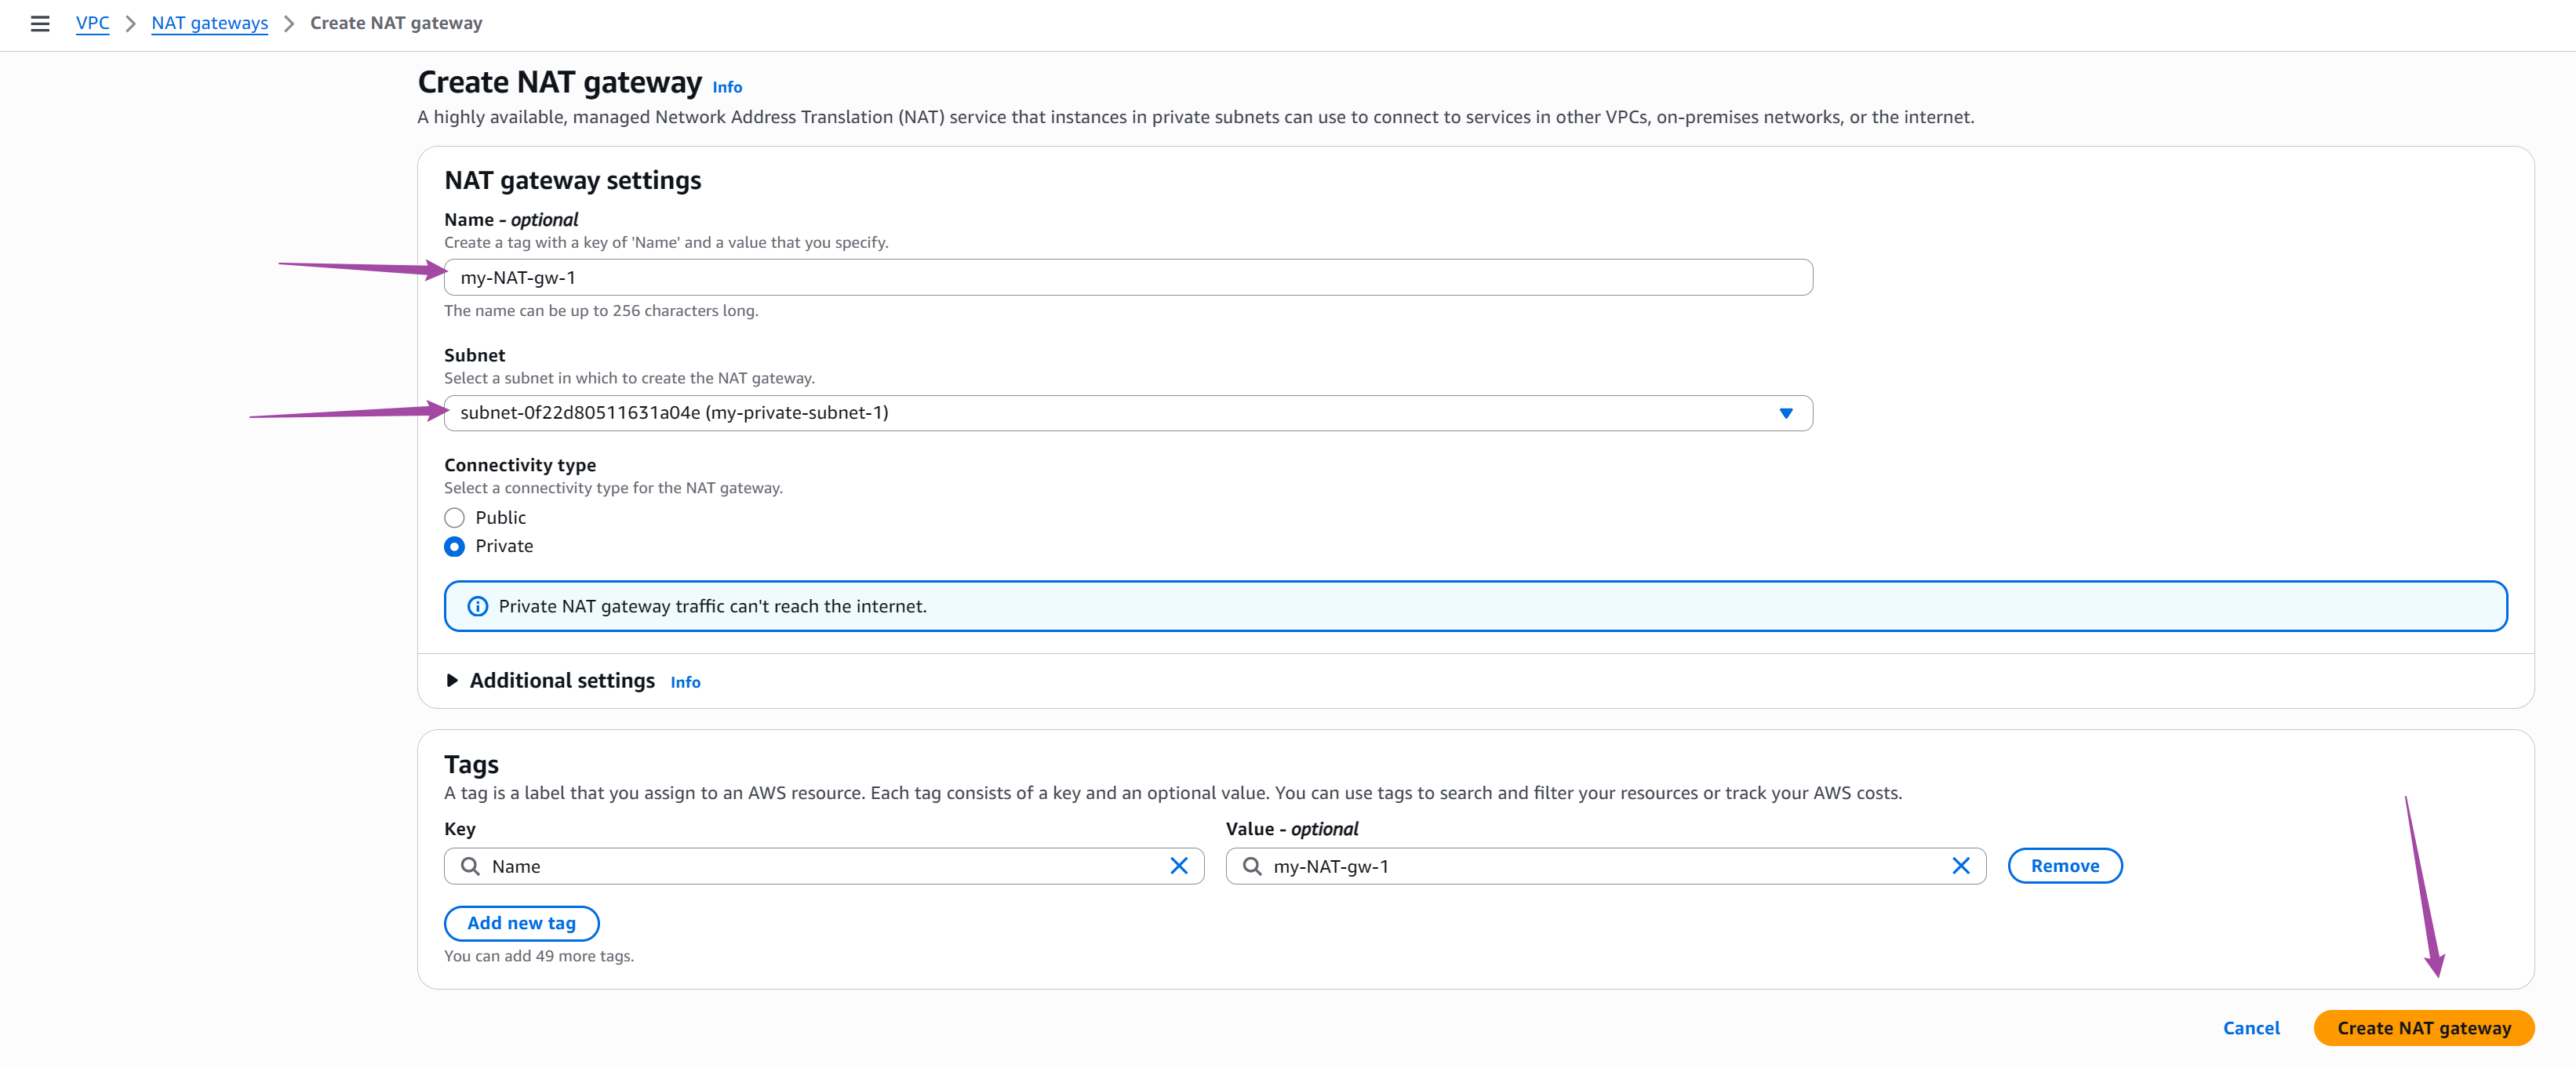 VPC > NAT gateways > Create NAT gateway
Create NAT gateway Info
A highly available, managed Network Address Translation (NAT) service that instances in private subnets can use to connect to services in other VPCs, on-premises networks, or the internet.
NAT gateway settings
Name - optional
Create a tag with a key of 'Name' and a value that you specify.
my-NAT-gw-1
The name can be up to 256 characters long.
Subnet
Select a subnet in which to create the NAT gateway.
subnet-0f22d80511631a04e (my-private-subnet-1)
Connectivity type
Select a connectivity type for the NAT gateway.
Public
Private
Private NAT gateway traffic can't reach the internet.
Additional settings Info
Tags
A tag is a label that you assign to an AWS resource. Each tag consists of a key and an optional value. You can use tags to search and filter your resources or track your AWS costs.
Key Value - optional
Name my-NAT-gw-1 Remove
Add new tag
You can add 49 more tags.
Cancel Create NAT gateway